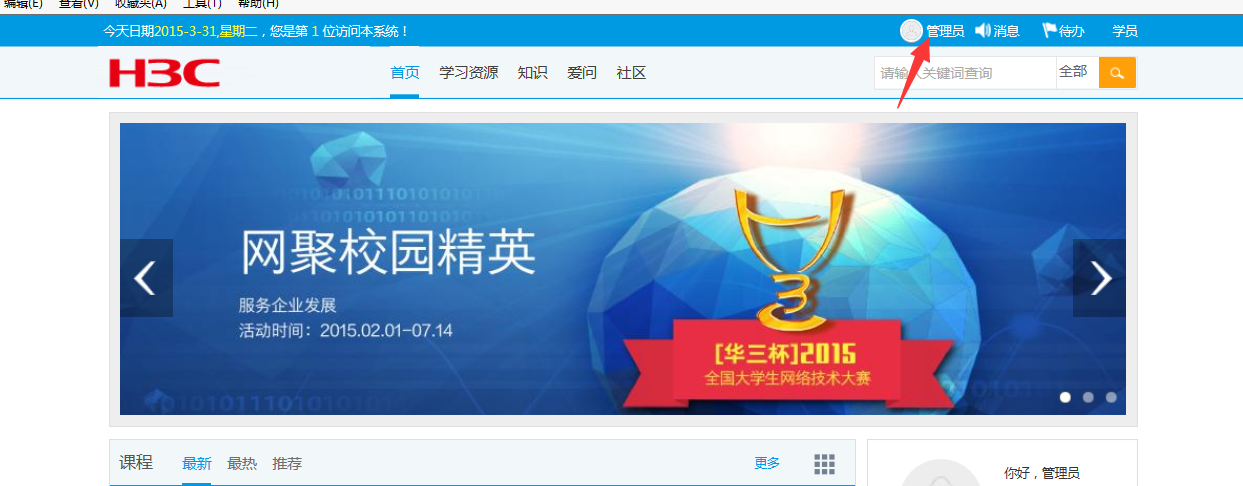 编辑(E) 查看(V) 收藏夹(A) 工具(T) 帮助(H)
今天日期2015-3-31,星期二，您是第 1 位访问本系统！ 管理员 消息 待办 学员
H3C 首页 学习资源 知识 爱问 社区 请输入关键词查询 全部
01010111010101010110
0101010101101010101
网聚校园精英
服务企业发展
活动时间：2015.02.01-07.14
[华三杯]2015
全国大学生网络技术大赛
课程 最新 最热 推荐 更多
你好，管理员